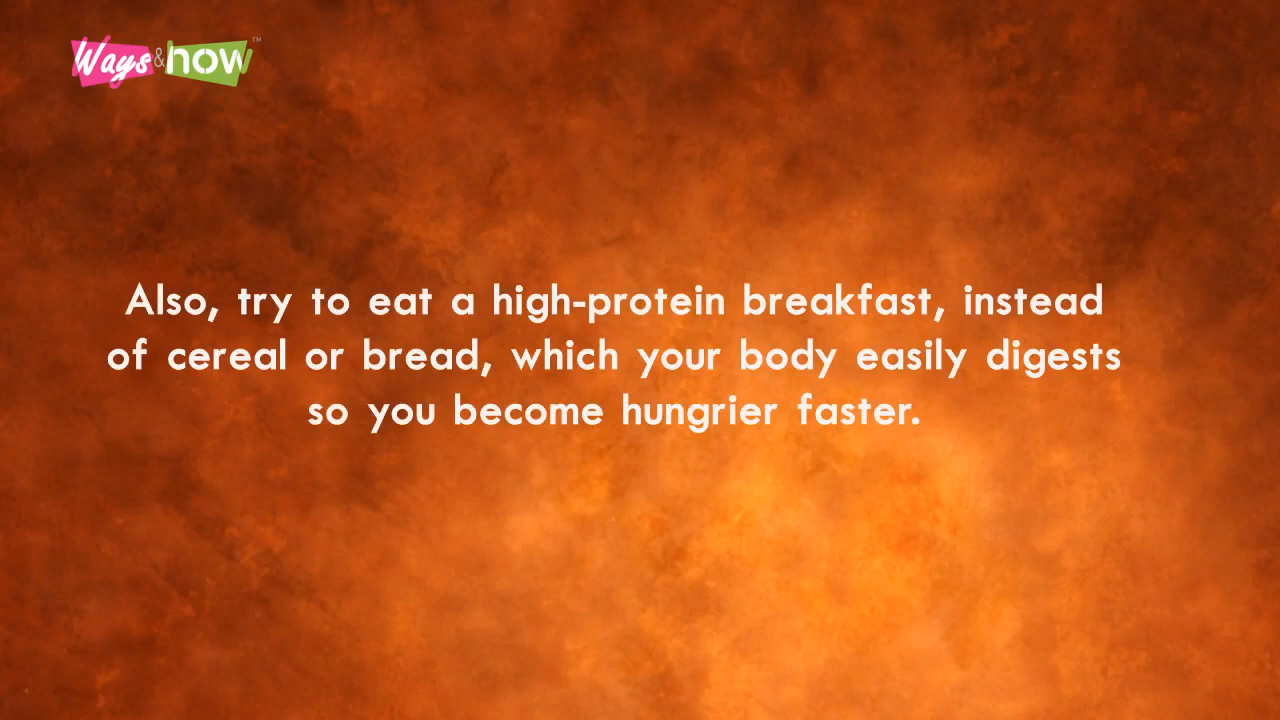 Ways & how ™
Also, try to eat a high-protein breakfast, instead
of cereal or bread, which your body easily digests
so you become hungrier faster.